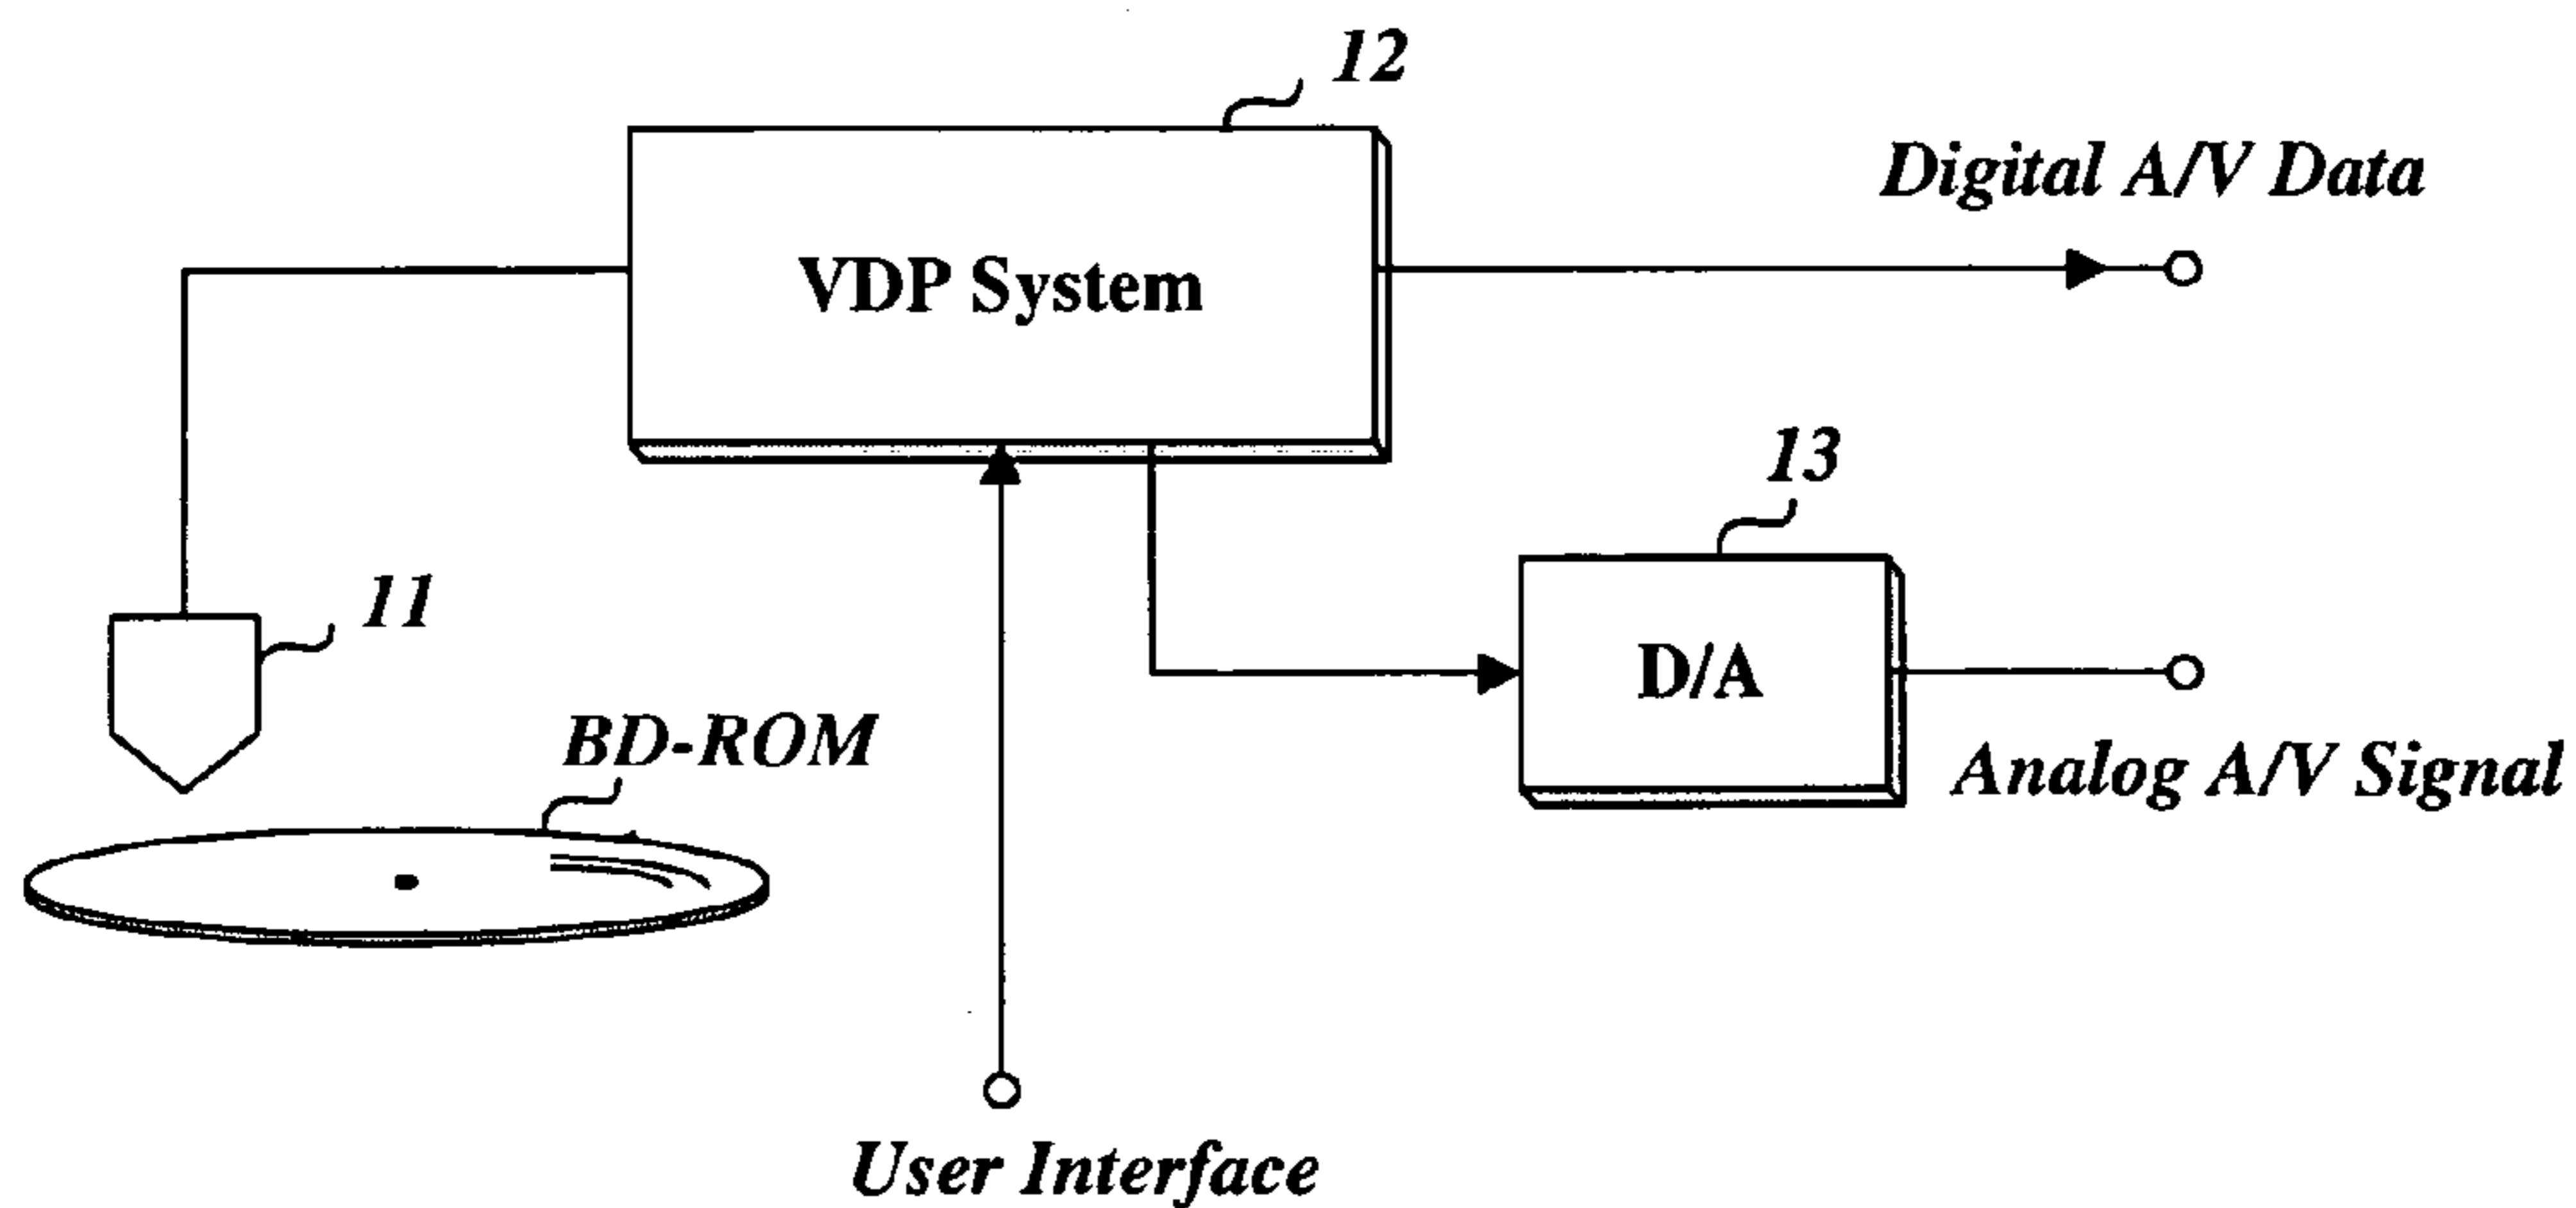 12
Digital A/V Data
VDP System
13
11
D/A
BD-ROM
Analog A/V Signal
User Interface